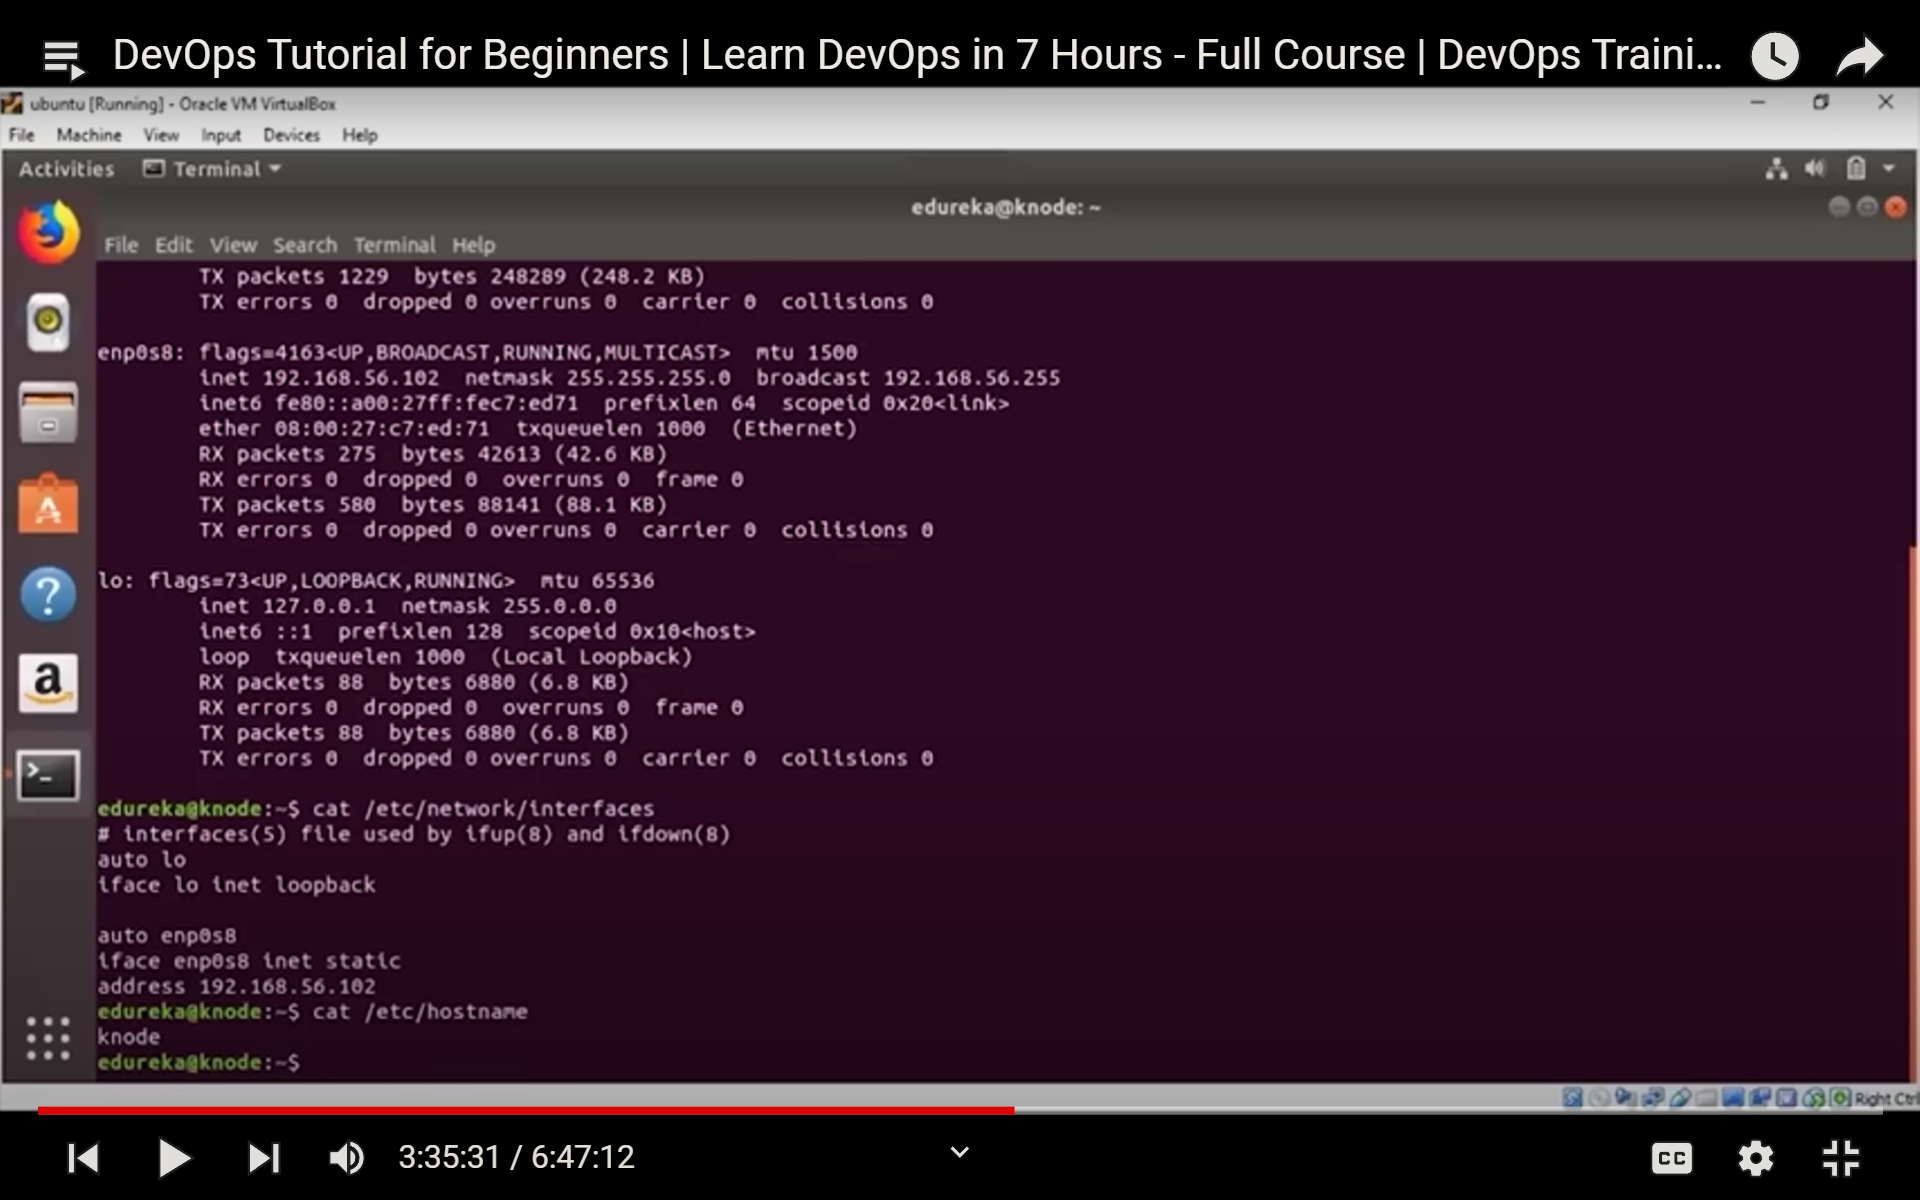 DevOps Tutorial for Beginners | Learn DevOps in 7 Hours - Full Course | DevOps Traini...
ubuntu [Running] - Oracle VM VirtualBox
File Machine View Input Devices Help
Activities Terminal
edureka@knode: ~
File Edit View Search Terminal Help
TX packets 1229 bytes 248289 (248.2 KB)
TX errors 0 dropped 0 overruns 0 carrier 0 collisions 0
enp0s8: flags=4163<UP,BROADCAST,RUNNING,MULTICAST> mtu 1500
inet 192.168.56.102 netmask 255.255.255.0 broadcast 192.168.56.255
inet6 fe80::a00:27ff:fec7:ed71 prefixlen 64 scopeid 0x20<link>
ether 08:00:27:c7:ed:71 txqueuelen 1000 (Ethernet)
RX packets 275 bytes 42613 (42.6 KB)
RX errors 0 dropped 0 overruns 0 frame 0
TX packets 580 bytes 88141 (88.1 KB)
TX errors 0 dropped 0 overruns 0 carrier 0 collisions 0
lo: flags=73<UP,LOOPBACK,RUNNING> mtu 65536
inet 127.0.0.1 netmask 255.0.0.0
inet6 ::1 prefixlen 128 scopeid 0x10<host>
loop txqueuelen 1000 (Local Loopback)
RX packets 88 bytes 6880 (6.8 KB)
RX errors 0 dropped 0 overruns 0 frame 0
TX packets 88 bytes 6880 (6.8 KB)
TX errors 0 dropped 0 overruns 0 carrier 0 collisions 0
edureka@knode:~$ cat /etc/network/interfaces
# interfaces(5) file used by ifup(8) and ifdown(8)
auto lo
iface lo inet loopback
auto enp0s8
iface enp0s8 inet static
address 192.168.56.102
edureka@knode:~$ cat /etc/hostname
knode
edureka@knode:~$
Right Ctrl
3:35:31 / 6:47:12
CC